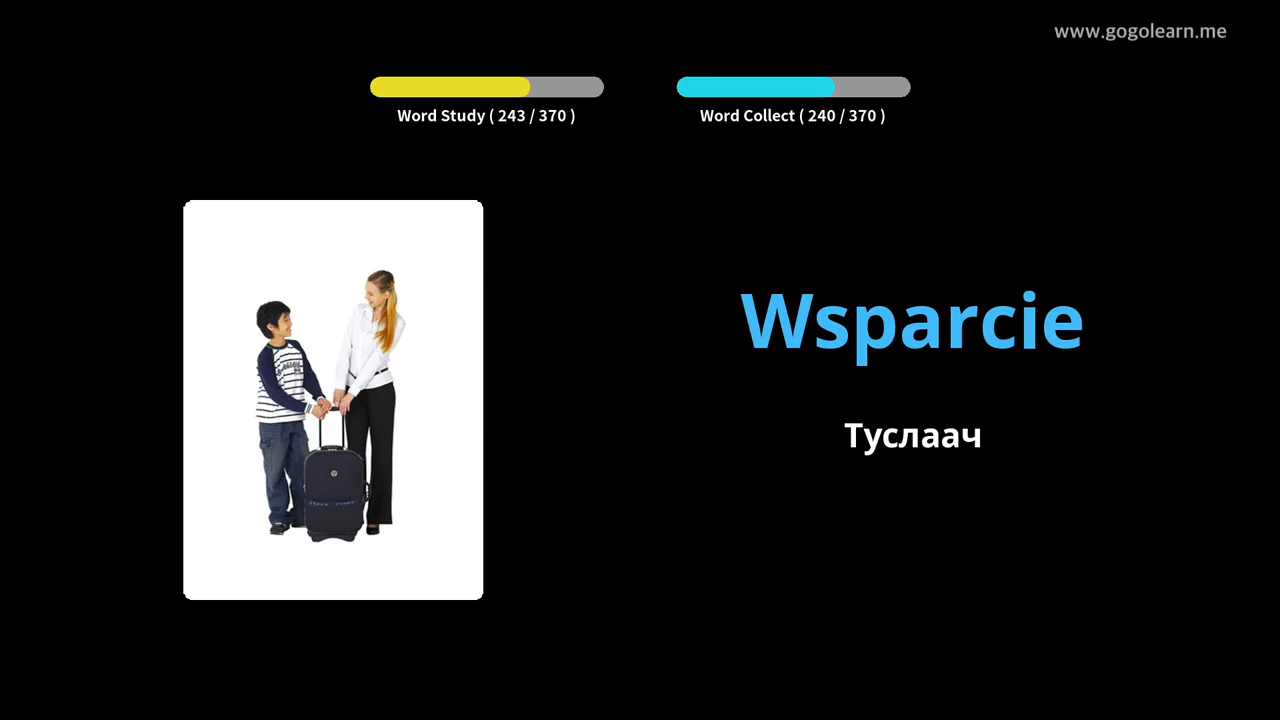 www.gogolearn.me
Word Study ( 243 / 370 )
Word Collect ( 240 / 370 )
Wsparcie
Туслаач